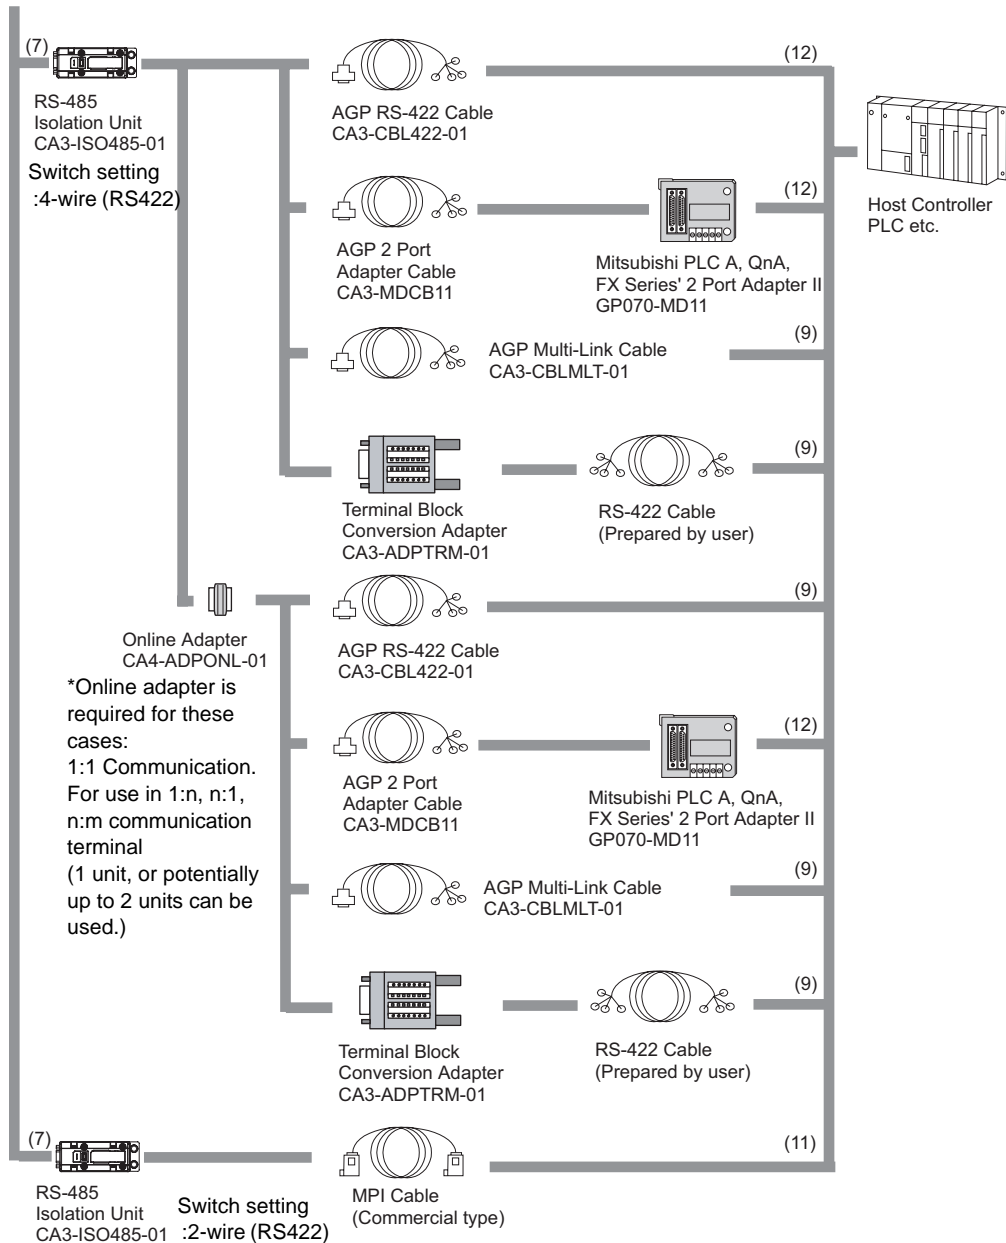 (7)
RS-485
Isolation Unit
CA3-ISO485-01
Switch setting
:4-wire (RS422)
AGP RS-422 Cable
CA3-CBL422-01
(12)
Host Controller
PLC etc.
AGP 2 Port
Adapter Cable
CA3-MDCB11
Mitsubishi PLC A, QnA,
FX Series' 2 Port Adapter II
GP070-MD11
(12)
AGP Multi-Link Cable
CA3-CBLMLT-01
(9)
Terminal Block
Conversion Adapter
CA3-ADPTRM-01
RS-422 Cable
(Prepared by user)
(9)
Online Adapter
CA4-ADPONL-01
*Online adapter is
required for these
cases:
1:1 Communication.
For use in 1:n, n:1,
n:m communication
terminal
(1 unit, or potentially
up to 2 units can be
used.)
AGP RS-422 Cable
CA3-CBL422-01
(9)
AGP 2 Port
Adapter Cable
CA3-MDCB11
Mitsubishi PLC A, QnA,
FX Series' 2 Port Adapter II
GP070-MD11
(12)
AGP Multi-Link Cable
CA3-CBLMLT-01
(9)
Terminal Block
Conversion Adapter
CA3-ADPTRM-01
RS-422 Cable
(Prepared by user)
(9)
(7)
RS-485
Isolation Unit
CA3-ISO485-01
Switch setting
:2-wire (RS422)
MPI Cable
(Commercial type)
(11)